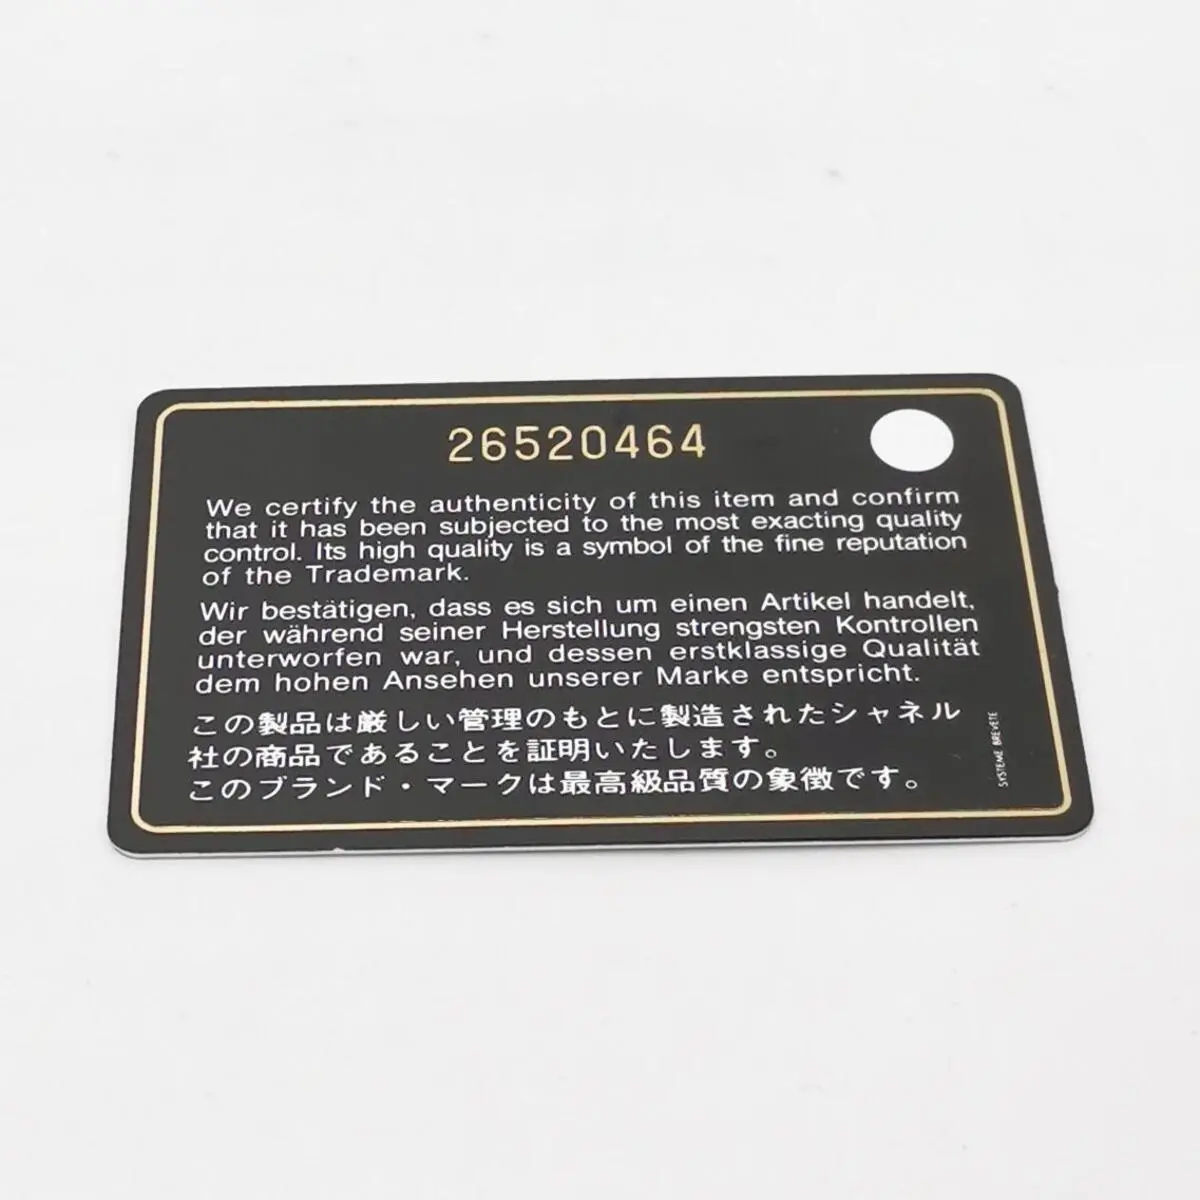 26520464
We certify the authenticity of this item and confirm
that it has been subjected to the most exacting quality
control. Its high quality is a symbol of the fine reputation
of the Trademark.
Wir bestätigen, dass es sich um einen Artikel handelt,
der während seiner Herstellung strengsten Kontrollen
unterworfen war, und dessen erstklassige Qualität
dem hohen Ansehen unserer Marke entspricht.
この製品は厳しい管理のもとに製造されたシャネル
社の商品であることを証明いたします。
このブランド・マークは最高級品質の象徴です。
SYSTEME BREVETE